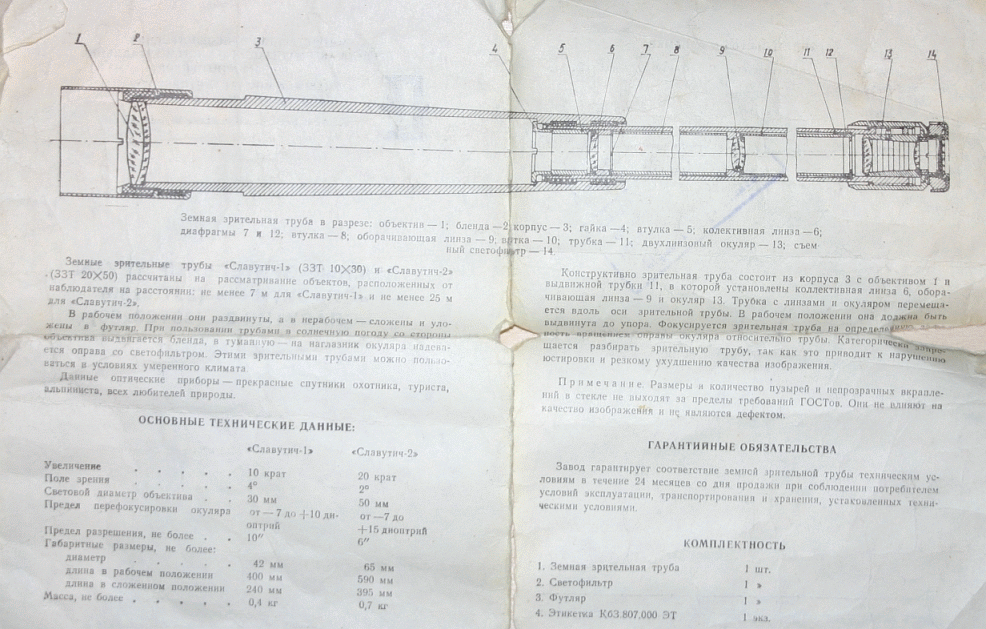 1 2 3 4 5 6 7 8 9 10 11 12 13 14
Земная зрительная труба в разрезе: объектив — 1; бленда — 2 корпус — 3; гайка — 4; втулка — 5; колективная линза — 6;
диафрагмы 7 и 12; втулка — 8; оборачивающая линза — 9; втулка — 10; трубка — 11; двухлинзовый окуляр — 13; съем
ный светофильтр — 14
Земные зрительные трубы «Славутич-1» (ЗЗТ 10×30) и «Славутич-2»
(ЗЗТ 20×50) рассчитаны на рассматривание объектов, расположенных от
наблюдателя на расстоянии: не менее 7 м для «Славутич-1» и не менее 25 м
для «Славутич-2».
В рабочем положении они раздвинуты, а в нерабочем — сложены и уло-
жены в футляр. При пользовании трубами в солнечную погоду со стороны
объектива выдвигается бленда, в туманную — на наглазник окуляра надева-
ется оправа со светофильтром. Этими зрительными трубами можно пользо-
ваться в условиях умеренного климата.
Данные оптические приборы — прекрасные спутники охотника, туриста,
альпиниста, всех любителей природы.
ОСНОВНЫЕ ТЕХНИЧЕСКИЕ ДАННЫЕ:
«Славутич-1» «Славутич-2»
Увеличение . . . . . 10 крат 20 крат
Поле зрения . . . . . 4° 2°
Световой диаметр объектива . . 30 мм 50 мм
Предел перефокусировки окуляра от — 7 до +10 ди- от —7 до
оптрий +15 диоптрий
Предел разрешения, не более . . 10″ 6″
Габаритные размеры, не более:
диаметр . . . . . 42 мм 65 мм
длина в рабочем положении 400 мм 590 мм
длина в сложенном положении 240 мм 395 мм
Масса, не более . . . . . 0,4 кг 0,7 кг
Конструктивно зрительная труба состоит из корпуса 3 с объективом 1 и
выдвижной трубки 11, в которой установлены коллективная линза 6, обора-
чивающая линза — 9 и окуляр 13. Трубка с линзами и окуляром перемеща-
ется вдоль оси зрительной трубы. В рабочем положении она должна быть
выдвинута до упора. Фокусируется зрительная труба на определенную
ность вращением оправы окуляра относительно трубы. Категорически запре-
щается разбирать зрительную трубу, так как это приводит к нарушению
юстировки и резкому ухудшению качества изображения.
Примечание. Размеры и количество пузырей и непрозрачных вкрапле-
ний в стекле не выходят за пределы требований ГОСТов. Они не влияют на
качество изображения и не являются дефектом.
ГАРАНТИЙНЫЕ ОБЯЗАТЕЛЬСТВА
Завод гарантирует соответствие земной зрительной трубы техническим ус-
ловиям в течение 24 месяцев со дня продажи при соблюдении потребителем
условий эксплуатации, транспортирования и хранения, установленных техни-
ческими условиями.
КОМПЛЕКТНОСТЬ
1. Земная зрительная труба 1 шт.
2. Светофильтр 1 »
3. Футляр 1 »
4. Этикетка КбЗ.807.000 ЭТ 1 экз.